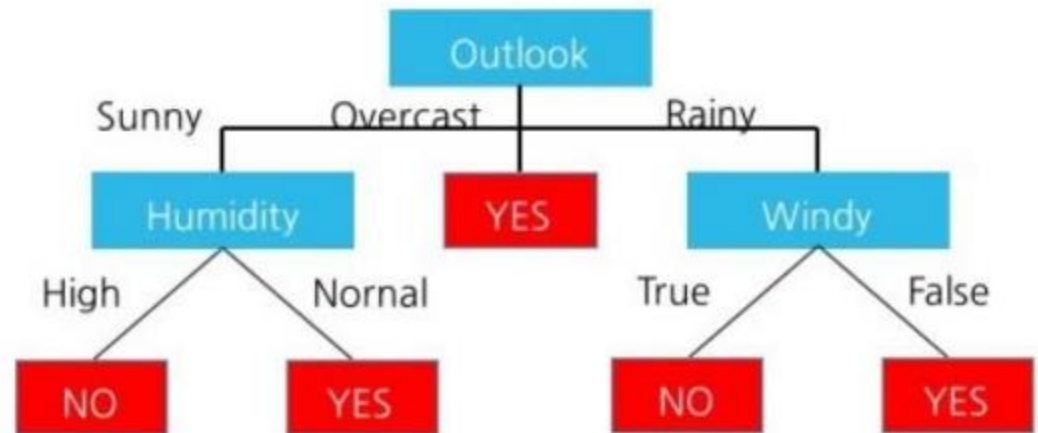 Outlook
Sunny Overcast Rainy
Humidity YES Windy
High Nornal True False
NO YES NO YES